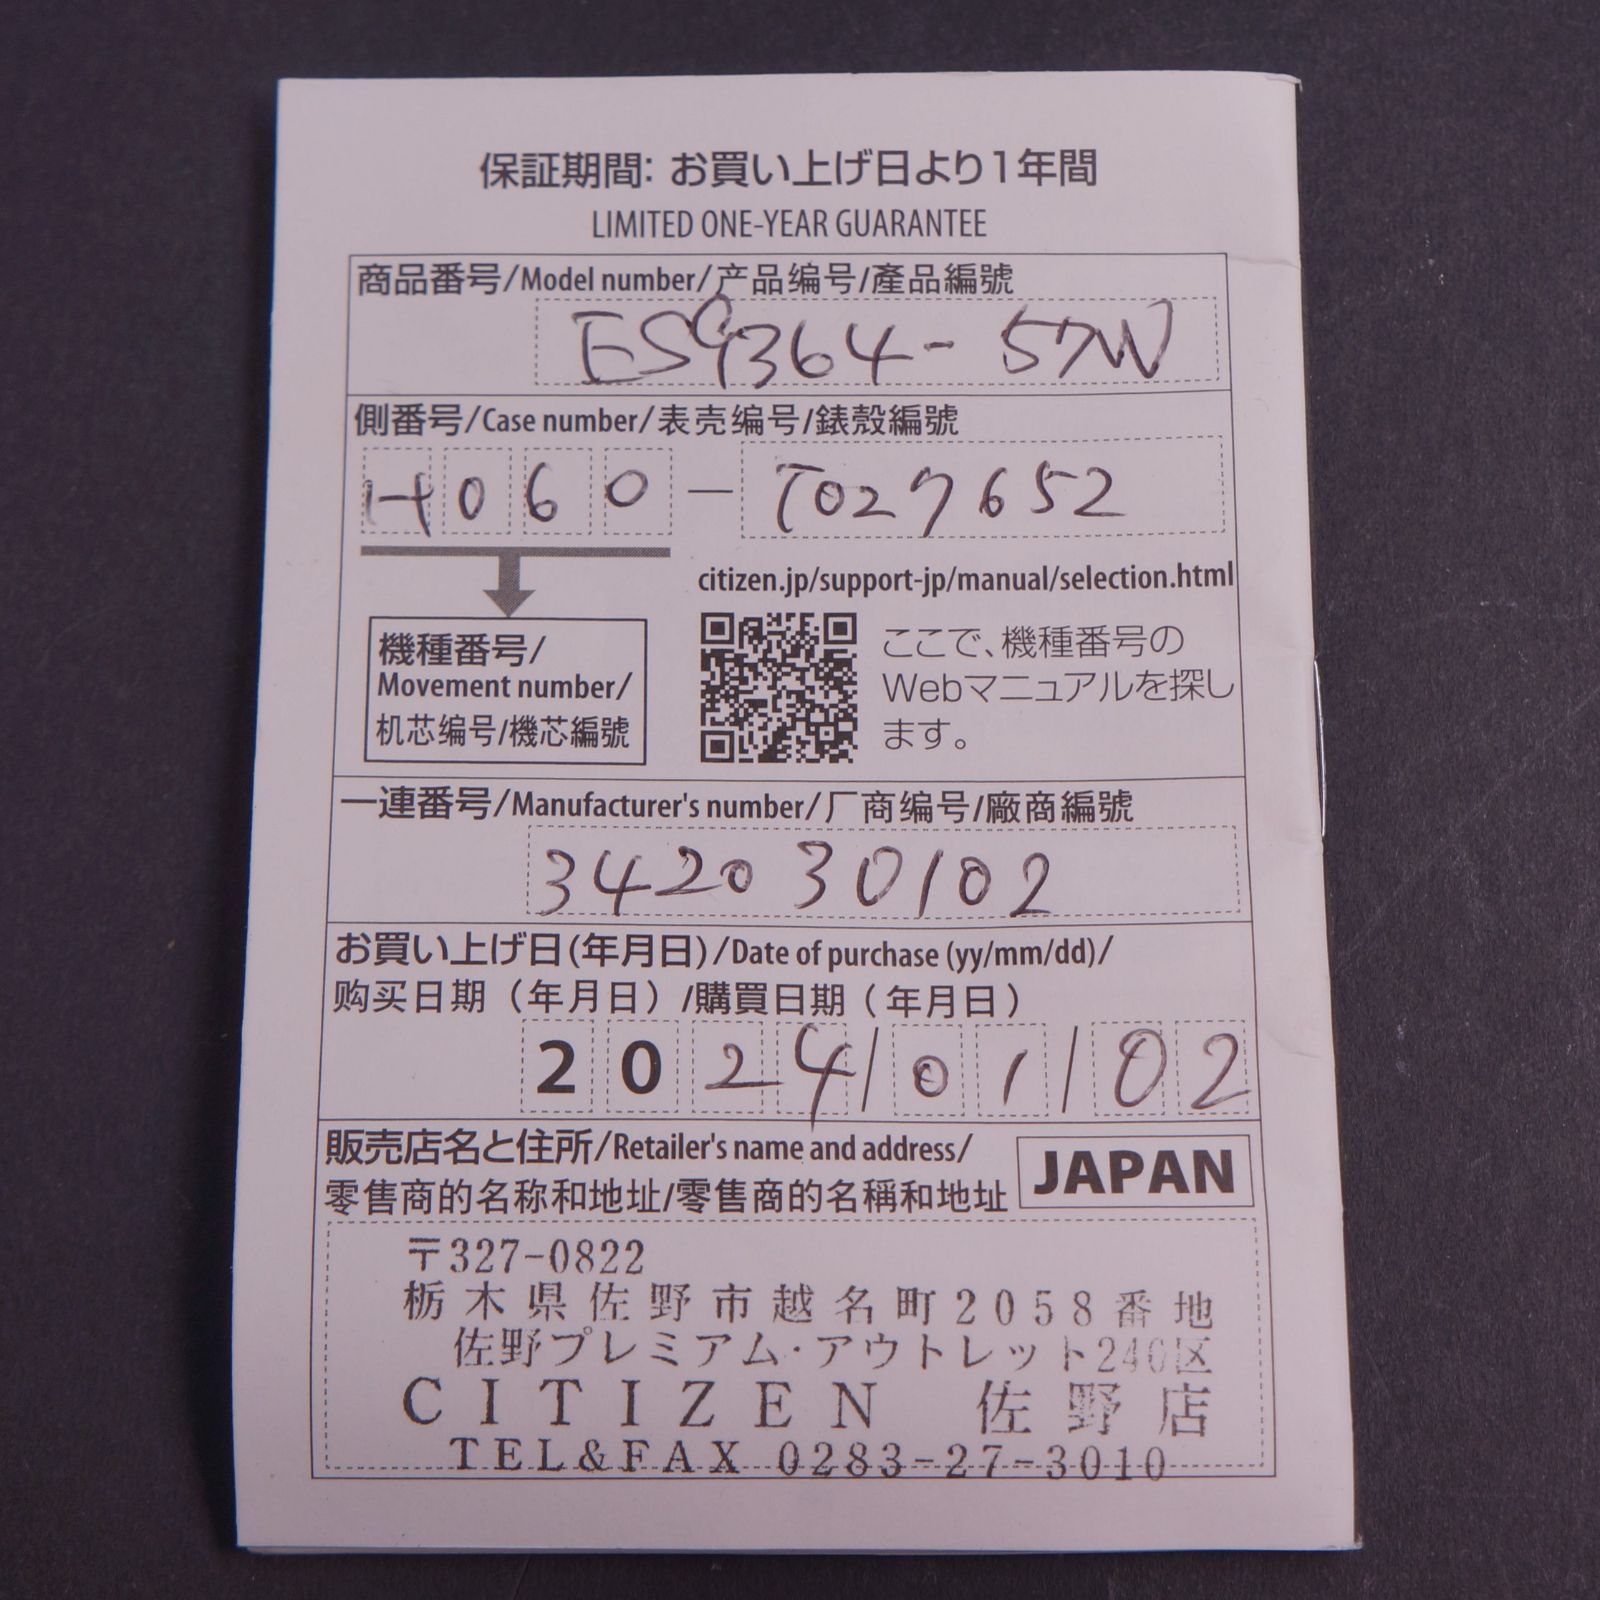 保証期間: お買い上げ日より1年間
LIMITED ONE-YEAR GUARANTEE
商品番号/Model number/产品编号/產品編號
ES9364-57W
側番号/Case number/表壳编号/錶殼編號
H060-T027652
citizen.jp/support-jp/manual/selection.html
機種番号/
Movement number/
机芯编号/機芯編號
ここで、機種番号の
Webマニュアルを探し
ます。
一連番号/Manufacturer's number/厂商编号/廠商編號
342030102
お買い上げ日(年月日)/Date of purchase (yy/mm/dd)/
购买日期（年月日）/購買日期（年月日）
2024/01/02
販売店名と住所/Retailer's name and address/
零售商的名称和地址/零售商的名稱和地址
JAPAN
〒327-0822
栃木県佐野市越名町2058番地
佐野プレミアム・アウトレット240区
CITIZEN 佐野店
TEL&FAX 0283-27-3010